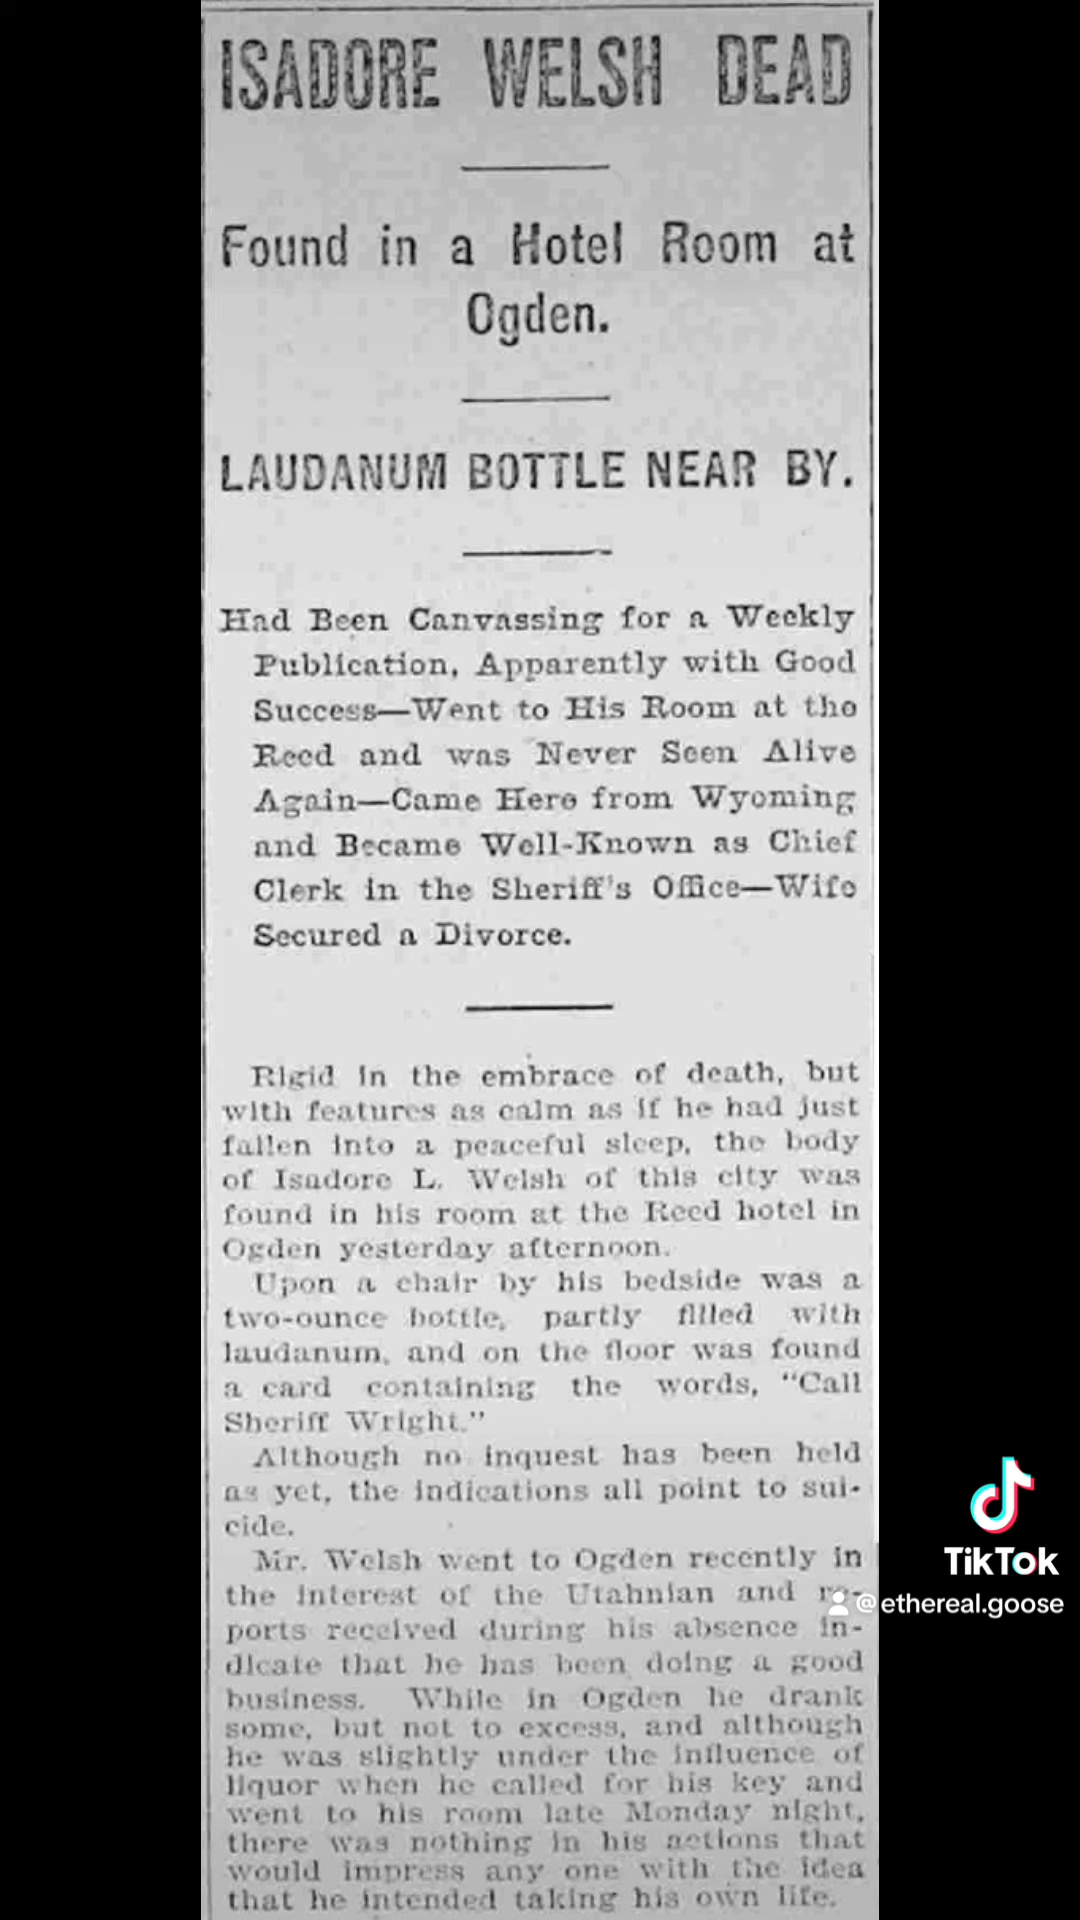 ISADORE WELSH DEAD
Found in a Hotel Room at
Ogden.
LAUDANUM BOTTLE NEAR BY.
Had Been Canvassing for a Weekly
Publication, Apparently with Good
Success—Went to His Room at the
Reed and was Never Seen Alive
Again—Came Here from Wyoming
and Became Well-Known as Chief
Clerk in the Sheriff's Office—Wife
Secured a Divorce.
Rigid in the embrace of death, but
with features as calm as if he had just
fallen into a peaceful sleep, the body
of Isadore L. Welsh of this city was
found in his room at the Reed hotel in
Ogden yesterday afternoon.
Upon a chair by his bedside was a
two-ounce bottle, partly filled with
laudanum, and on the floor was found
a card containing the words, "Call
Sheriff Wright."
Although no inquest has been held
as yet, the indications all point to sui-
cide.
Mr. Welsh went to Ogden recently in
the interest of the Utahnian and re-
ports received during his absence in-
dicate that he has been doing a good
business. While in Ogden he drank
some, but not to excess, and although
he was slightly under the influence of
liquor when he called for his key and
went to his room late Monday night,
there was nothing in his actions that
would impress any one with the idea
that he intended taking his own life.
TikTok
@ethereal.goose